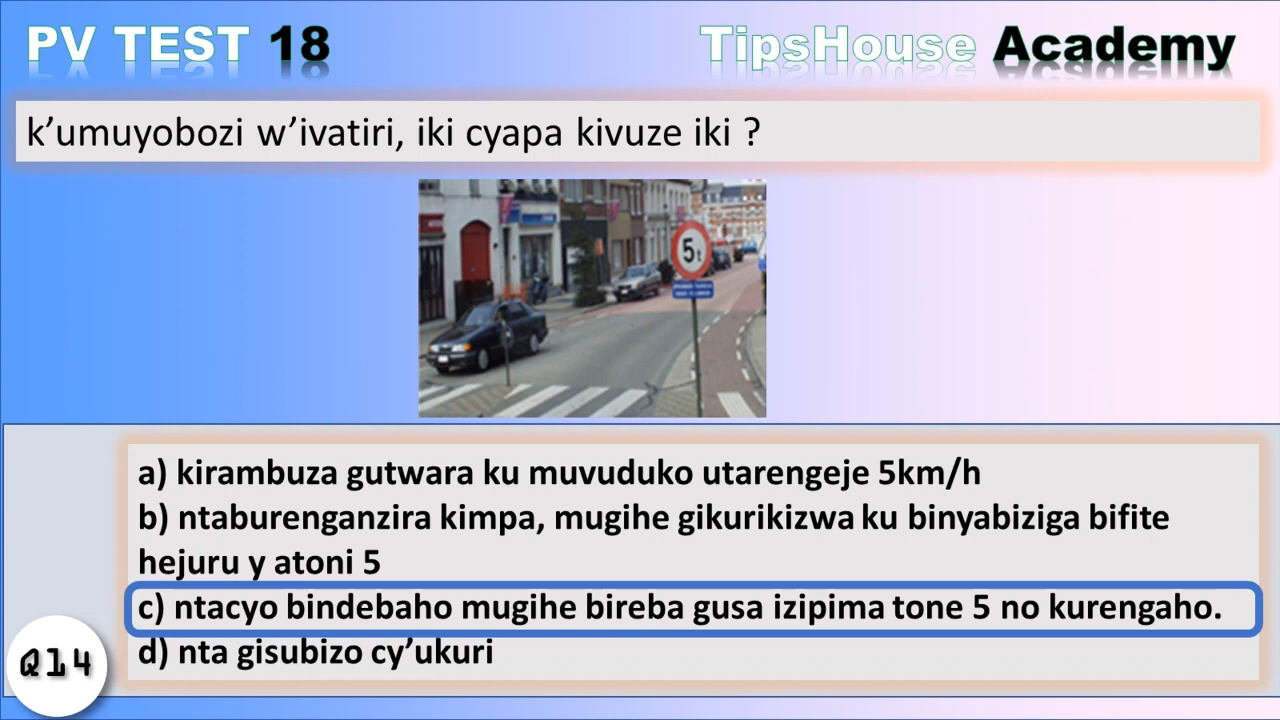 PV TEST 18
TipsHouse Academy
k’umuyobozi w’ivatiri, iki cyapa kivuze iki ?
5t
a) kirambuza gutwara ku muvuduko utarengeje 5km/h
b) ntaburenganzira kimpa, mugihe gikurikizwa ku binyabiziga bifite
hejuru y atoni 5
c) ntacyo bindebaho mugihe bireba gusa izipima tone 5 no kurengaho.
d) nta gisubizo cy’ukuri
Q14